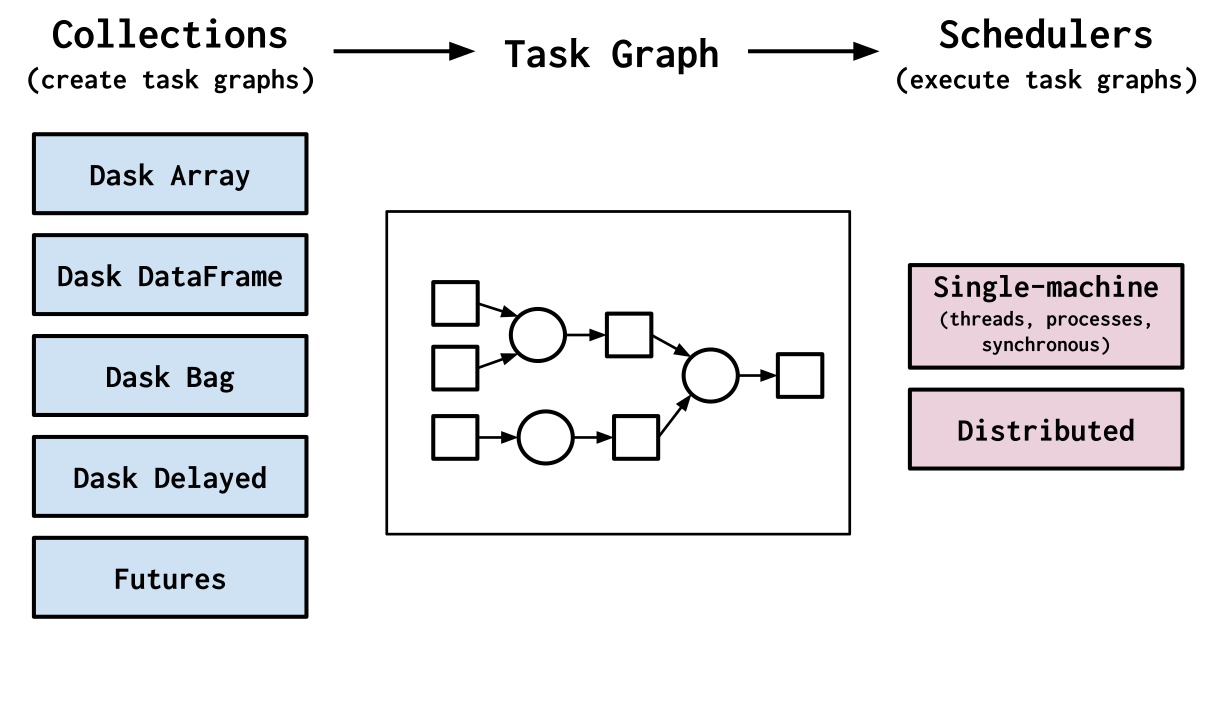 Collections
(create task graphs)
Task Graph
Schedulers
(execute task graphs)
Dask Array
Dask DataFrame
Dask Bag
Dask Delayed
Futures
Single-machine
(threads, processes,
synchronous)
Distributed